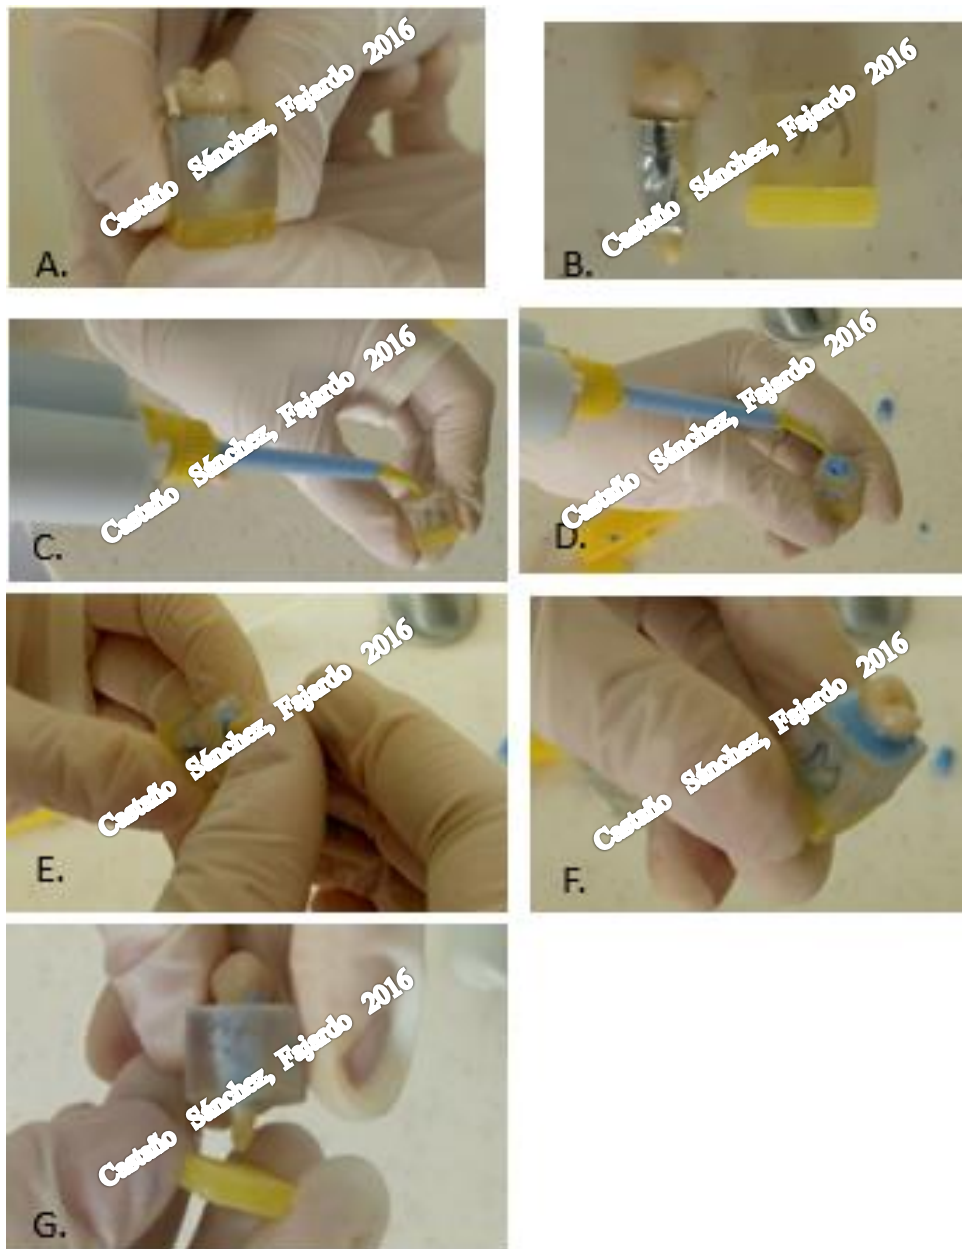 Castaño Sánchez, Fajardo 2016
A.
Castaño Sánchez, Fajardo 2016
B.
Castaño Sánchez, Fajardo 2016
C.
Castaño Sánchez, Fajardo 2016
D.
Castaño Sánchez, Fajardo 2016
E.
Castaño Sánchez, Fajardo 2016
F.
Castaño Sánchez, Fajardo 2016
G.